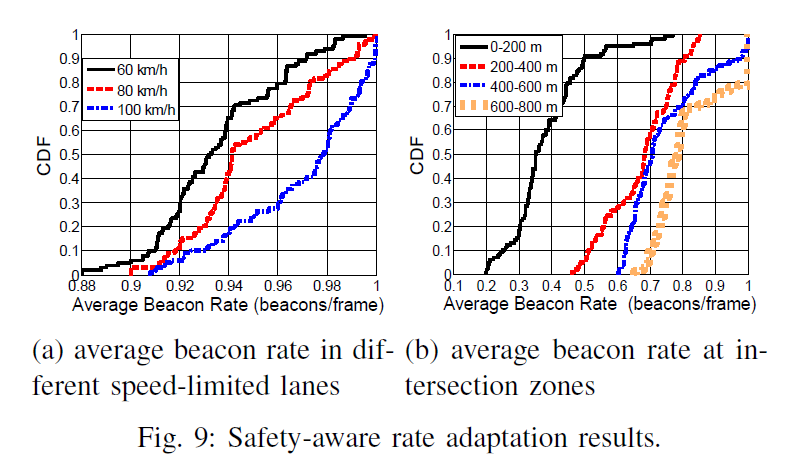 1
0.9
0.8
0.7
0.6
0.5
0.4
0.3
0.2
0.1
0
CDF
60 km/h
80 km/h
100 km/h
0.88 0.9 0.92 0.94 0.96 0.98 1
Average Beacon Rate (beacons/frame)
1
0.9
0.8
0.7
0.6
0.5
0.4
0.3
0.2
0.1
0
CDF
0-200 m
200-400 m
400-600 m
600-800 m
0.1 0.2 0.3 0.4 0.5 0.6 0.7 0.8 0.9 1
Average Beacon Rate (beacons/frame)
(a) average beacon rate in dif-
ferent speed-limited lanes
(b) average beacon rate at in-
tersection zones
Fig. 9: Safety-aware rate adaptation results.